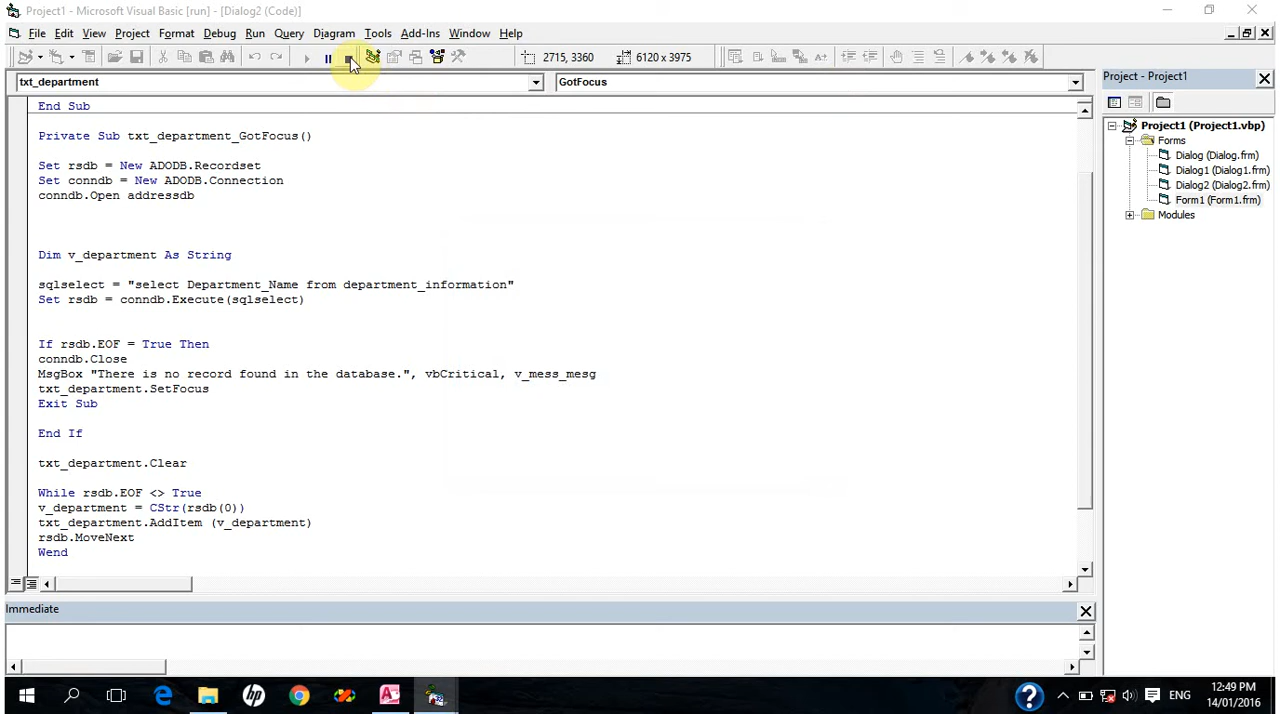 Project1 - Microsoft Visual Basic [run] - [Dialog2 (Code)]
File Edit View Project Format Debug Run Query Diagram Tools Add-Ins Window Help
2715, 3360 6120 x 3975
txt_department GotFocus
End Sub
Private Sub txt_department_GotFocus()
Set rsdb = New ADODB.Recordset
Set conndb = New ADODB.Connection
conndb.Open addressdb
Dim v_department As String
sqlselect = "select Department_Name from department_information"
Set rsdb = conndb.Execute(sqlselect)
If rsdb.EOF = True Then
conndb.Close
MsgBox "There is no record found in the database.", vbCritical, v_mess_mesg
txt_department.SetFocus
Exit Sub
End If
txt_department.Clear
While rsdb.EOF <> True
v_department = CStr(rsdb(0))
txt_department.AddItem (v_department)
rsdb.MoveNext
Wend
Immediate
Project - Project1
Project1 (Project1.vbp)
Forms
Dialog (Dialog.frm)
Dialog1 (Dialog1.frm)
Dialog2 (Dialog2.frm)
Form1 (Form1.frm)
Modules
hp
A
?
ENG
12:49 PM
14/01/2016